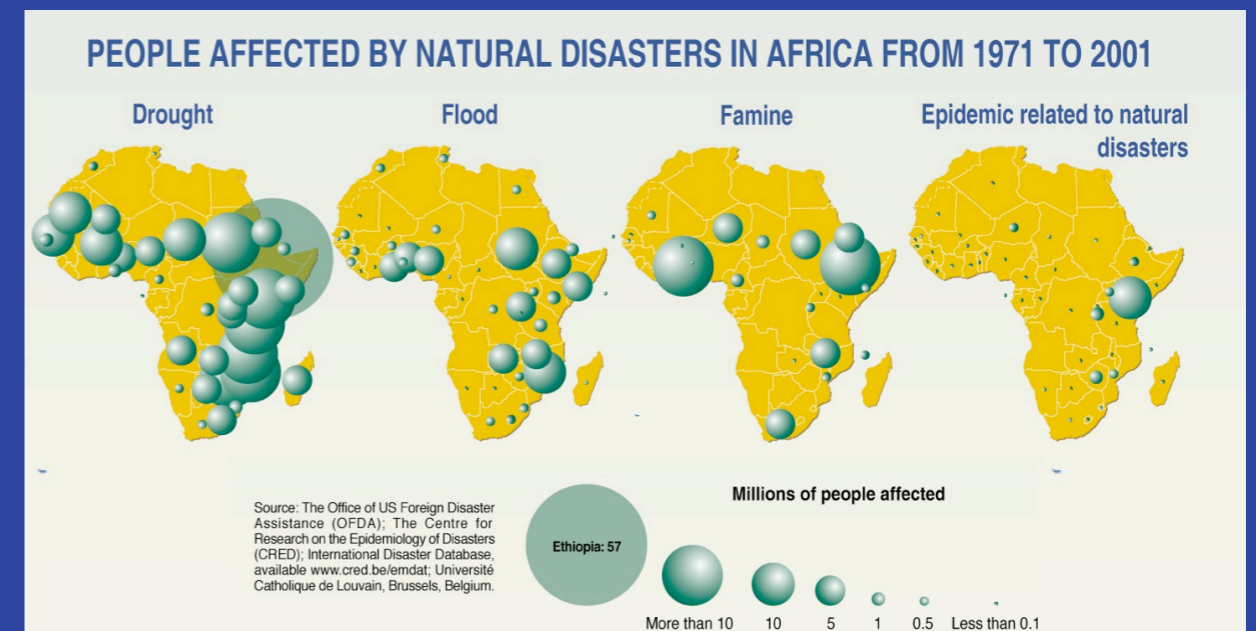 PEOPLE AFFECTED BY NATURAL DISASTERS IN AFRICA FROM 1971 TO 2001
Drought
Flood
Famine
Epidemic related to natural
disasters
Source: The Office of US Foreign Disaster
Assistance (OFDA); The Centre for
Research on the Epidemiology of Disasters
(CRED); International Disaster Database,
available www.cred.be/emdat; Université
Catholique de Louvain, Brussels, Belgium.
Ethiopia: 57
Millions of people affected
More than 10 10 5 1 0.5 Less than 0.1